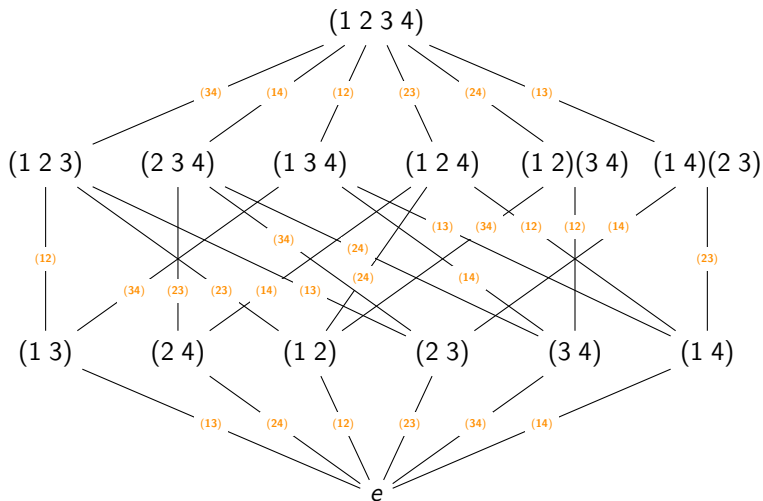 (1 2 3 4)
(34) (14) (12) (23) (24) (13)
(1 2 3) (2 3 4) (1 3 4) (1 2 4) (1 2)(3 4) (1 4)(2 3)
(13) (34) (12) (12) (14)
(34)
(24)
(12) (23)
(24) (14)
(34) (23) (23) (14) (13)
(1 3) (2 4) (1 2) (2 3) (3 4) (1 4)
(13) (24) (12) (23) (34) (14)
e